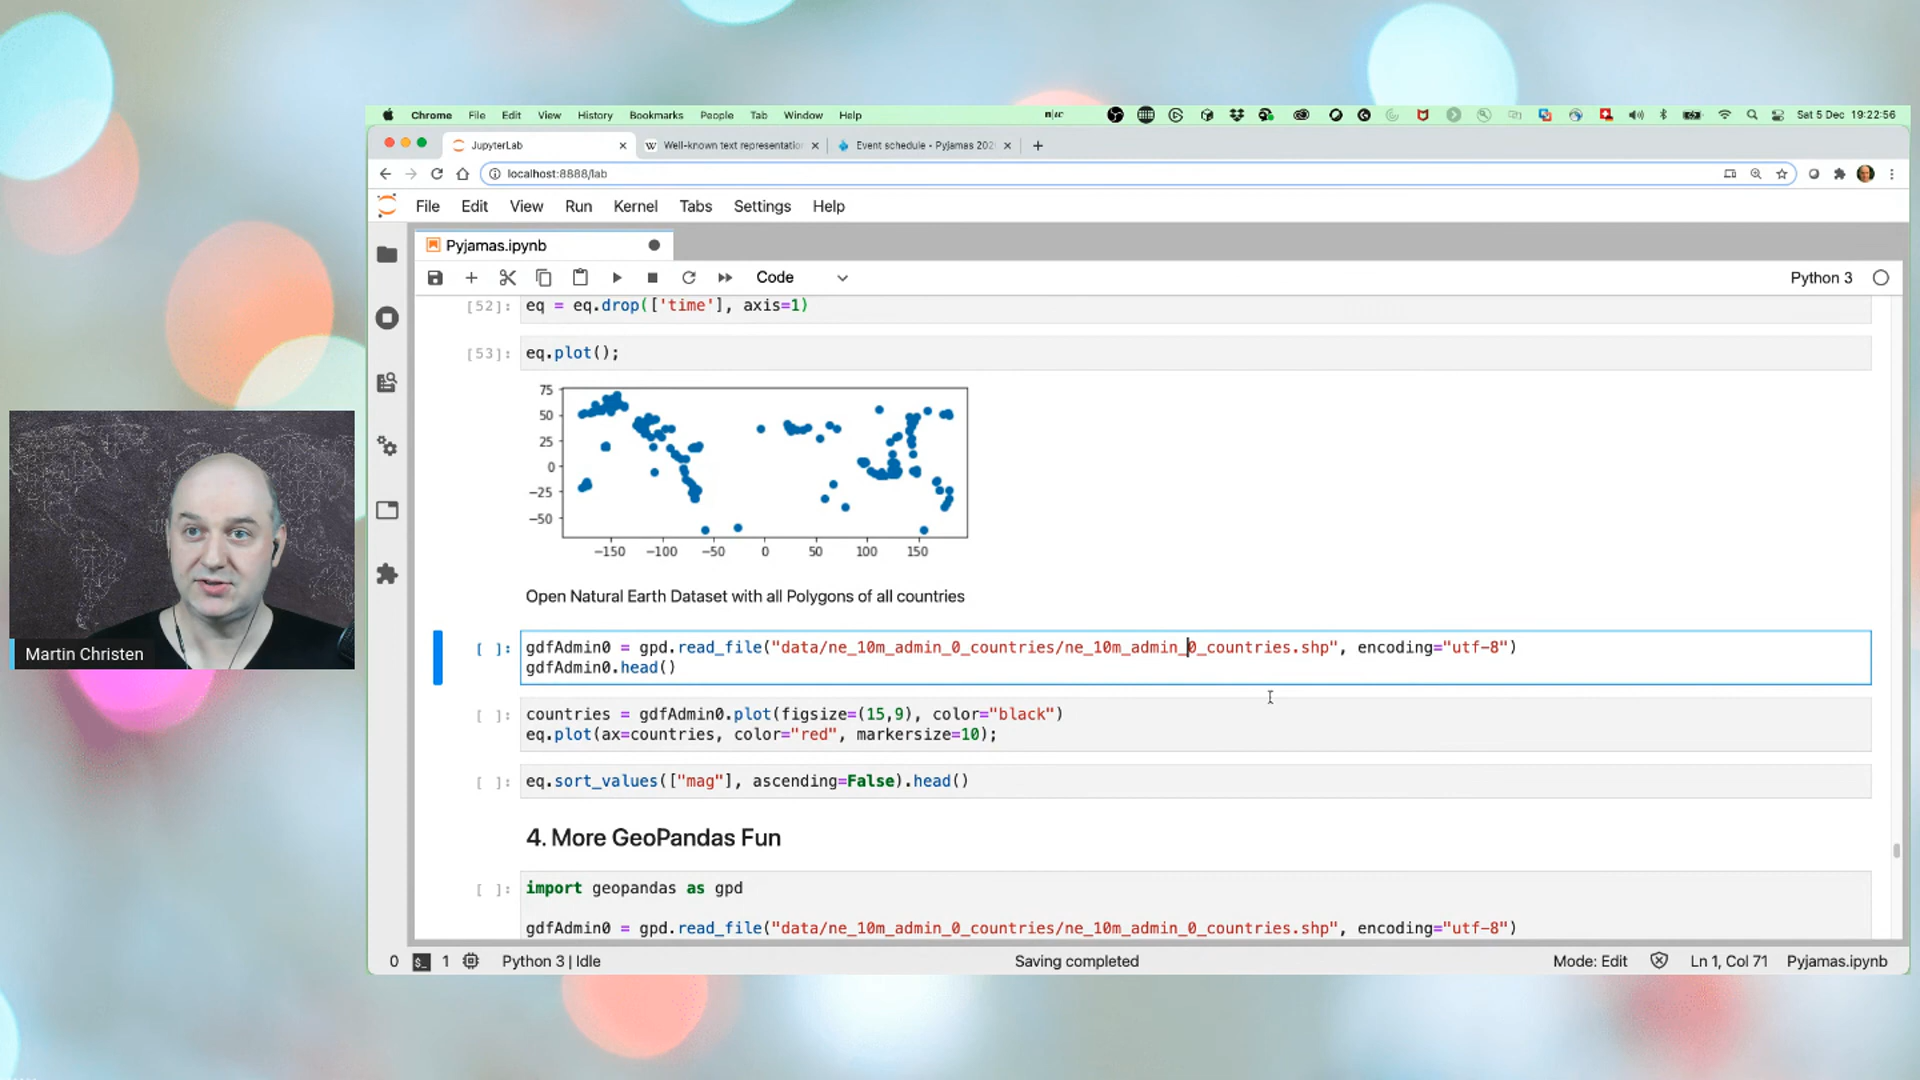 Chrome File Edit View History Bookmarks People Tab Window Help Sat 5 Dec 19:22:56
JupyterLab Well-known text representation Event schedule - Pyjamas 202
localhost:8888/lab
File Edit View Run Kernel Tabs Settings Help
Pyjamas.ipynb
Code Python 3
[52]: eq = eq.drop(['time'], axis=1)
[53]: eq.plot();
75
50
25
0
−25
−50
−150 −100 −50 0 50 100 150
Open Natural Earth Dataset with all Polygons of all countries
[ ]: gdfAdmin0 = gpd.read_file("data/ne_10m_admin_0_countries/ne_10m_admin_0_countries.shp", encoding="utf-8")
gdfAdmin0.head()
[ ]: countries = gdfAdmin0.plot(figsize=(15,9), color="black")
eq.plot(ax=countries, color="red", markersize=10);
[ ]: eq.sort_values(["mag"], ascending=False).head()
4. More GeoPandas Fun
[ ]: import geopandas as gpd
gdfAdmin0 = gpd.read_file("data/ne_10m_admin_0_countries/ne_10m_admin_0_countries.shp", encoding="utf-8")
0 $_ 1 Python 3 | Idle Saving completed Mode: Edit Ln 1, Col 71 Pyjamas.ipynb
Martin Christen